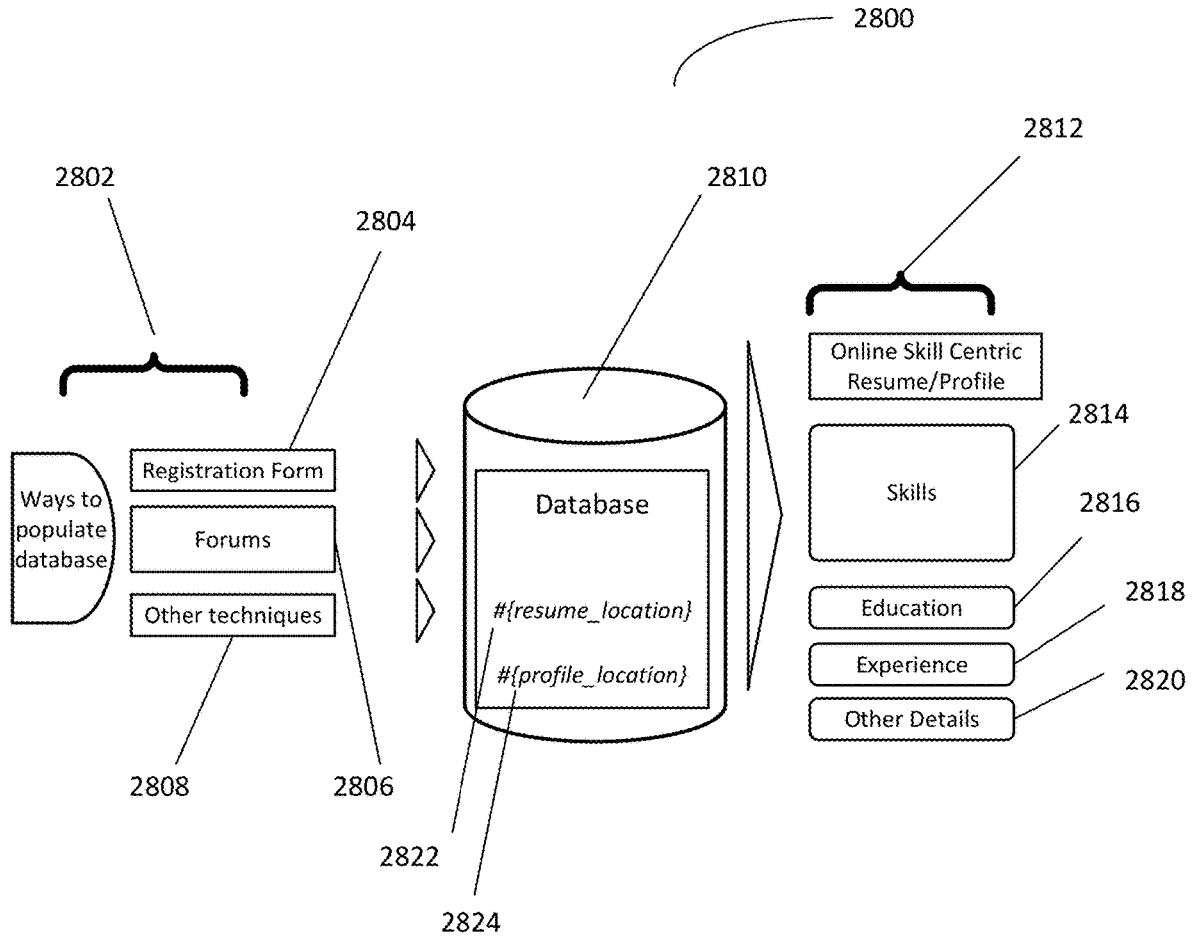 2800
2812
2802
2810
2804
Online Skill Centric
Resume/Profile
2814
Registration Form
Ways to
populate
database
Skills
Database
2816
Forums
Education
2818
Other techniques
#{resume_location}
Experience
2820
#{profile_location}
Other Details
2808
2806
2822
2824